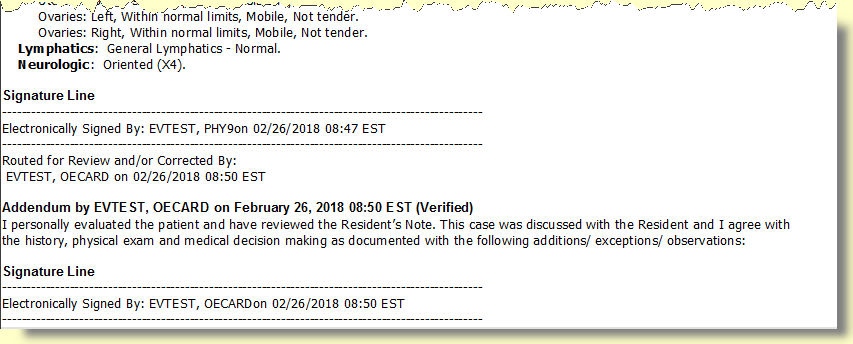 Ovaries: Left, Within normal limits, Mobile, Not tender.
Ovaries: Right, Within normal limits, Mobile, Not tender.
Lymphatics: General Lymphatics - Normal.
Neurologic: Oriented (X4).
Signature Line
----------------------------------------------------------------------------------------------------
Electronically Signed By: EVTEST, PHY9on 02/26/2018 08:47 EST
----------------------------------------------------------------------------------------------------
Routed for Review and/or Corrected By:
EVTEST, OECARD on 02/26/2018 08:50 EST
Addendum by EVTEST, OECARD on February 26, 2018 08:50 EST (Verified)
I personally evaluated the patient and have reviewed the Resident’s Note. This case was discussed with the Resident and I agree with
the history, physical exam and medical decision making as documented with the following additions/ exceptions/ observations:
Signature Line
----------------------------------------------------------------------------------------------------
Electronically Signed By: EVTEST, OECARDon 02/26/2018 08:50 EST
----------------------------------------------------------------------------------------------------